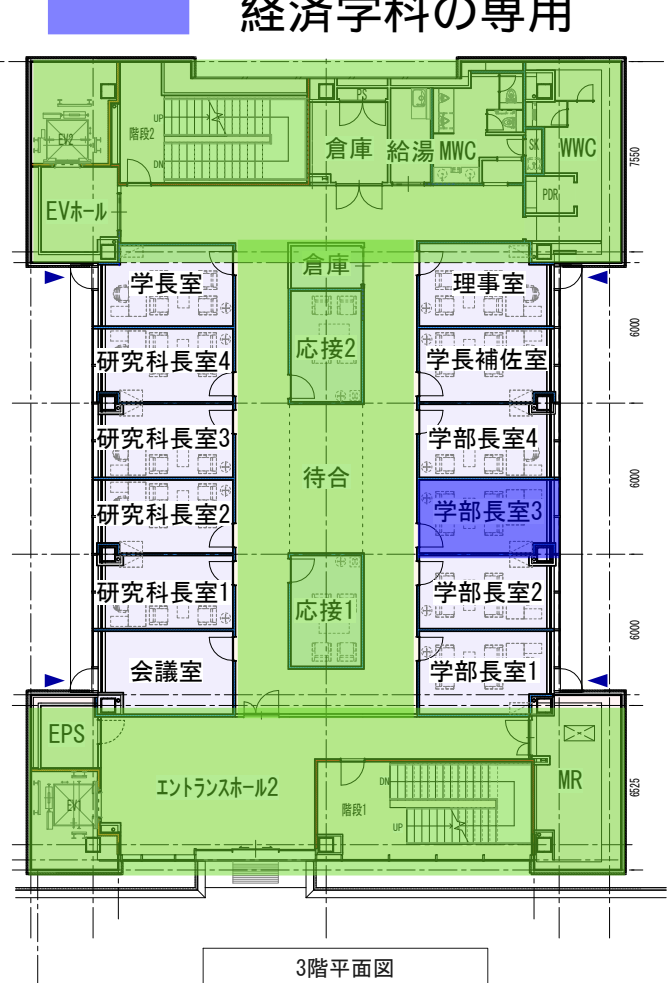 経済学科の専用
PS
UP
階段2
倉庫
給湯
MWC
SK
WWC
7550
EV2
DN
PDR
EVホール
倉庫
学長室
理事室
6000
応接2
研究科長室4
学長補佐室
研究科長室3
学部長室4
待合
6000
研究科長室2
学部長室3
研究科長室1
応接1
学部長室2
6000
会議室
学部長室1
EPS
エントランスホール2
DN
MR
6525
EV1
階段1
UP
3階平面図